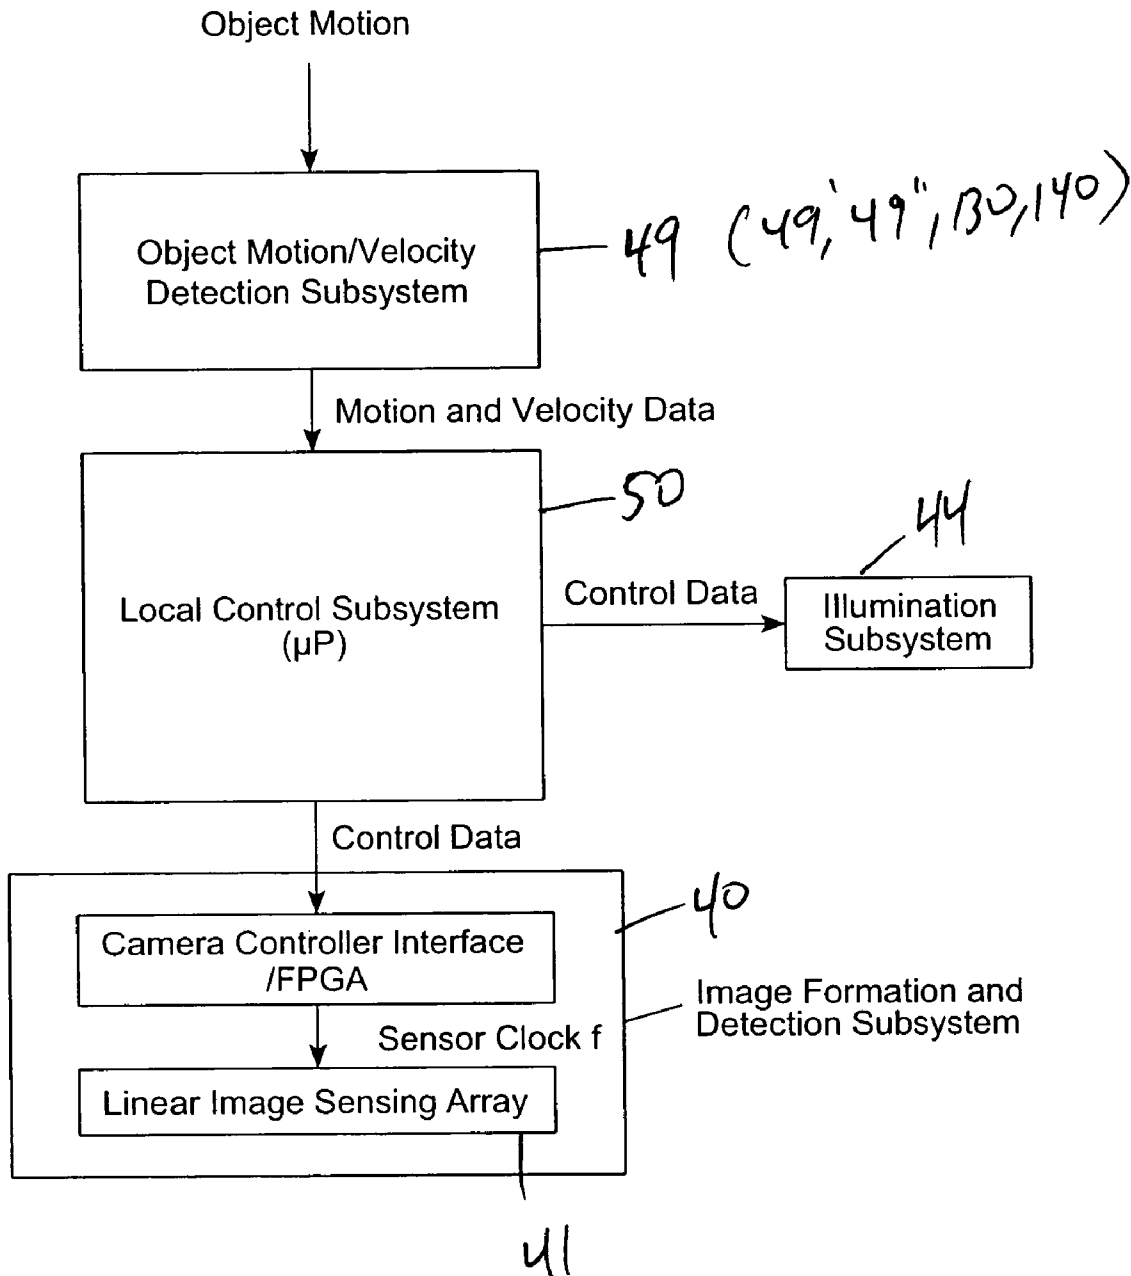 Object Motion
Object Motion/Velocity
Detection Subsystem
49 (49,' 49", 130, 140)
Motion and Velocity Data
50
Local Control Subsystem
(µP)
44
Control Data
Illumination
Subsystem
Control Data
40
Camera Controller Interface
/FPGA
Image Formation and
Detection Subsystem
Sensor Clock f
Linear Image Sensing Array
41